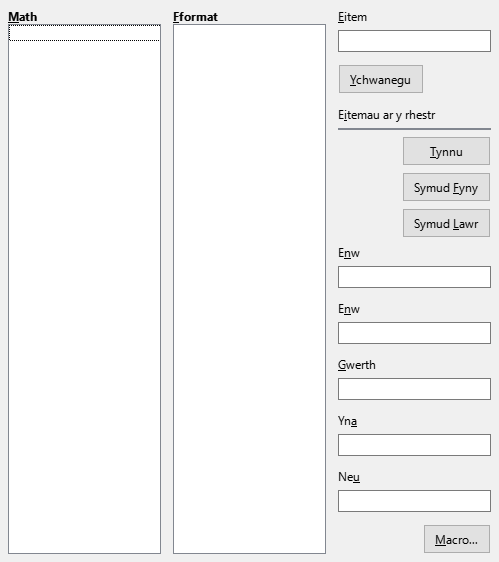 Math
Fformat
Eitem
Ychwanegu
Eitemau ar y rhestr
Tynnu
Symud Fyny
Symud Lawr
Enw
Enw
Gwerth
Yna
Neu
Macro...